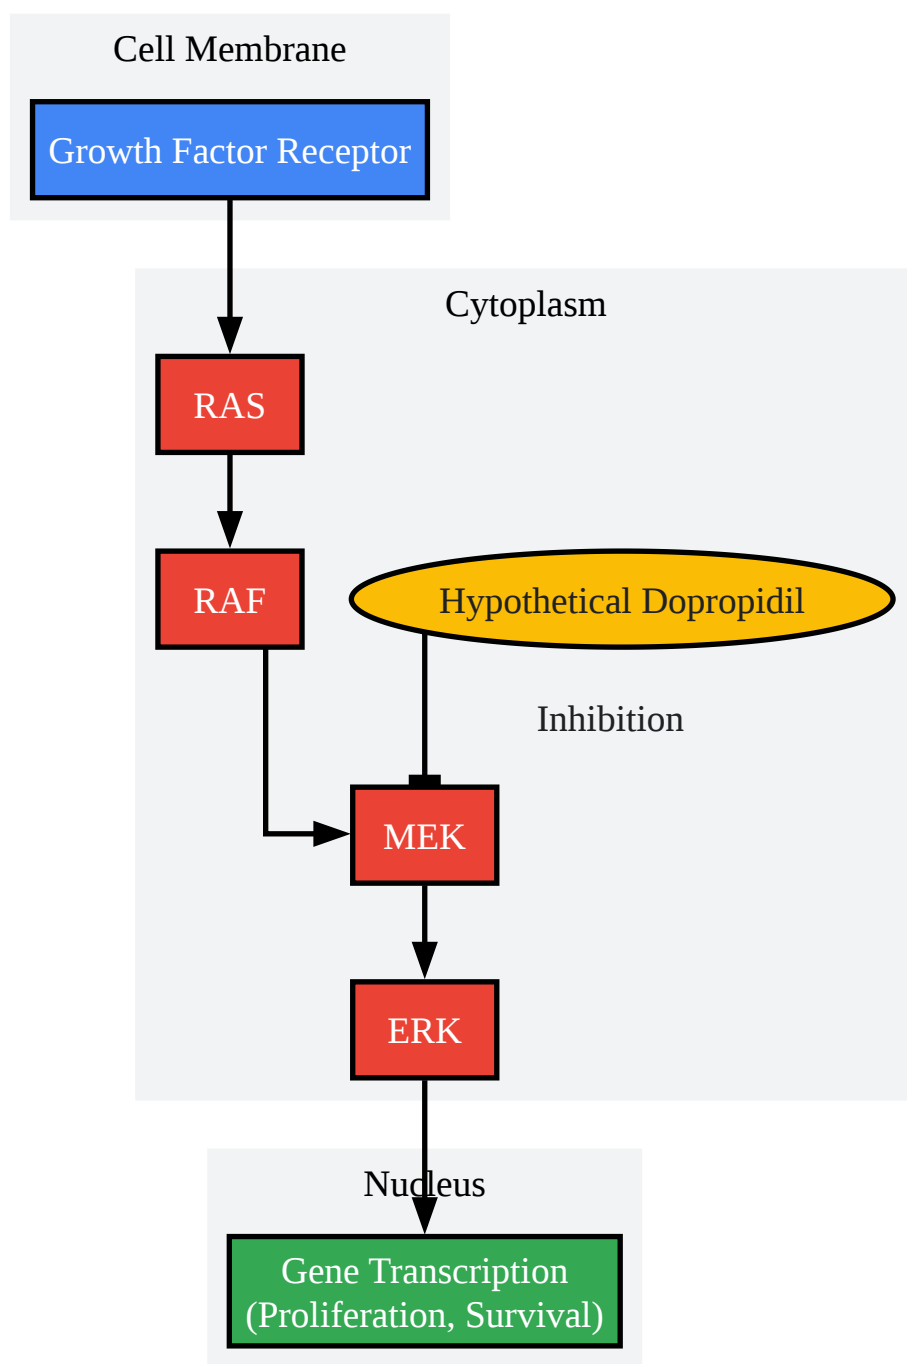 Cell Membrane
Growth Factor Receptor
Cytoplasm
RAS
RAF
Hypothetical Dopropidil
Inhibition
MEK
ERK
Nucleus
Gene Transcription
(Proliferation, Survival)